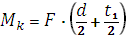 M_k = F · (d/2 + t_1/2)